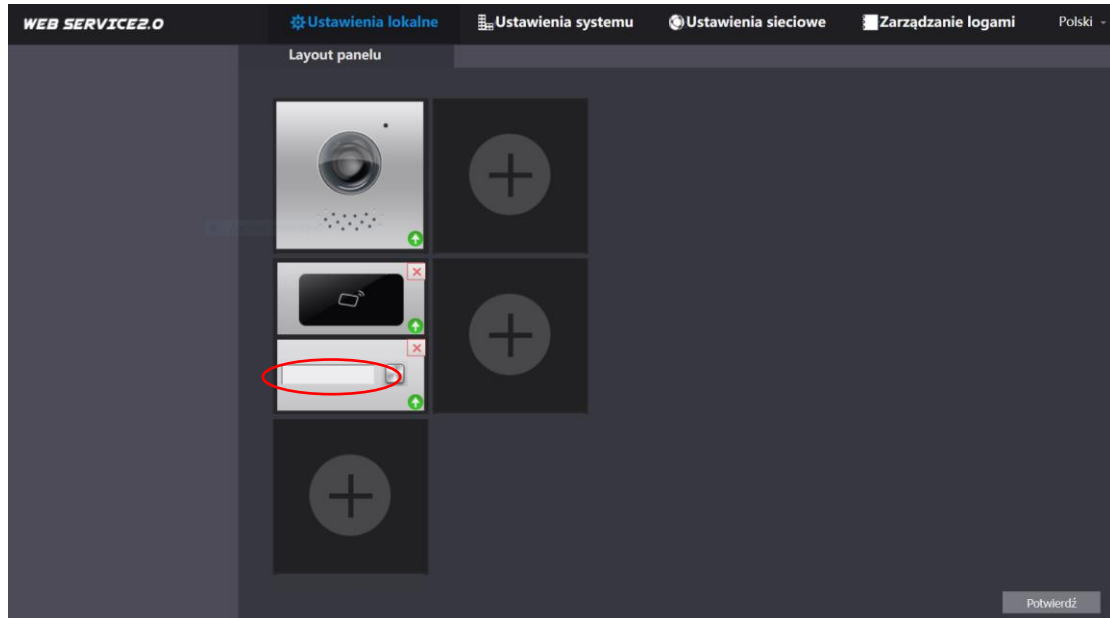 WEB SERVICE2.0 Ustawienia lokalne Ustawienia systemu Ustawienia sieciowe Zarządzanie logami Polski
Layout panelu
Potwierdź